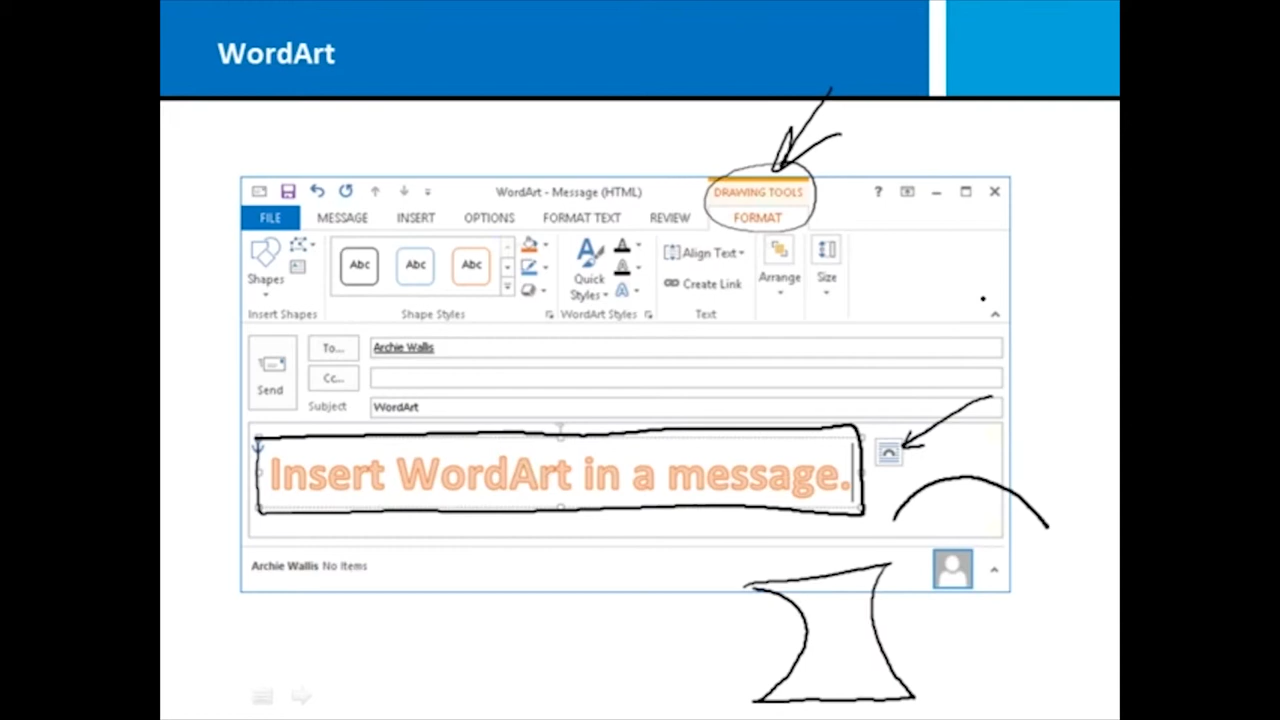 WordArt
WordArt - Message (HTML)
DRAWING TOOLS
?
FILE MESSAGE INSERT OPTIONS FORMAT TEXT REVIEW FORMAT
Shapes
Abc Abc Abc
Quick Styles
Align Text
Create Link
Arrange
Size
Insert Shapes Shape Styles WordArt Styles Text
Send
To... Archie Wallis
Cc...
Subject WordArt
Insert WordArt in a message.
Archie Wallis No Items